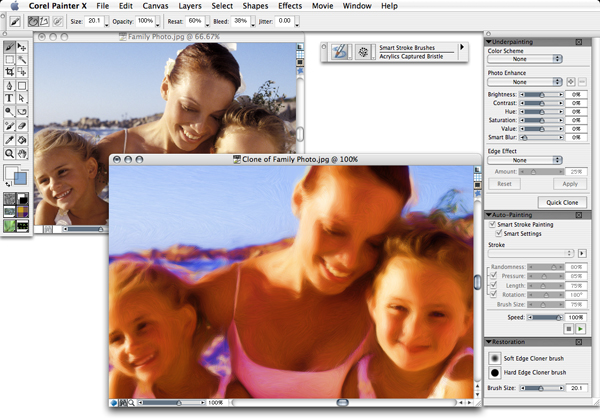 Corel Painter X File Edit Canvas Layers Select Shapes Effects Movie Window Help
Size: 20.1 Opacity: 100% Resat: 60% Bleed: 38% Jitter: 0.00
Family Photo.jpg @ 66.67%
Smart Stroke Brushes
Acrylics Captured Bristle
Clone of Family Photo.jpg @ 100%
100%
Underpainting
Color Scheme
None
Photo Enhance
None
Brightness: 0%
Contrast: 0%
Hue: 0%
Saturation: 0%
Value: 0%
Smart Blur: 0%
Edge Effect
None
Amount: 25%
Reset Apply
Quick Clone
Auto-Painting
Smart Stroke Painting
Smart Settings
Stroke
Randomness: 80%
Pressure: 85%
Length: 75%
Rotation: 180°
Brush Size: 75%
Speed: 100%
Restoration
Soft Edge Cloner brush
Hard Edge Cloner brush
Brush Size: 20.1